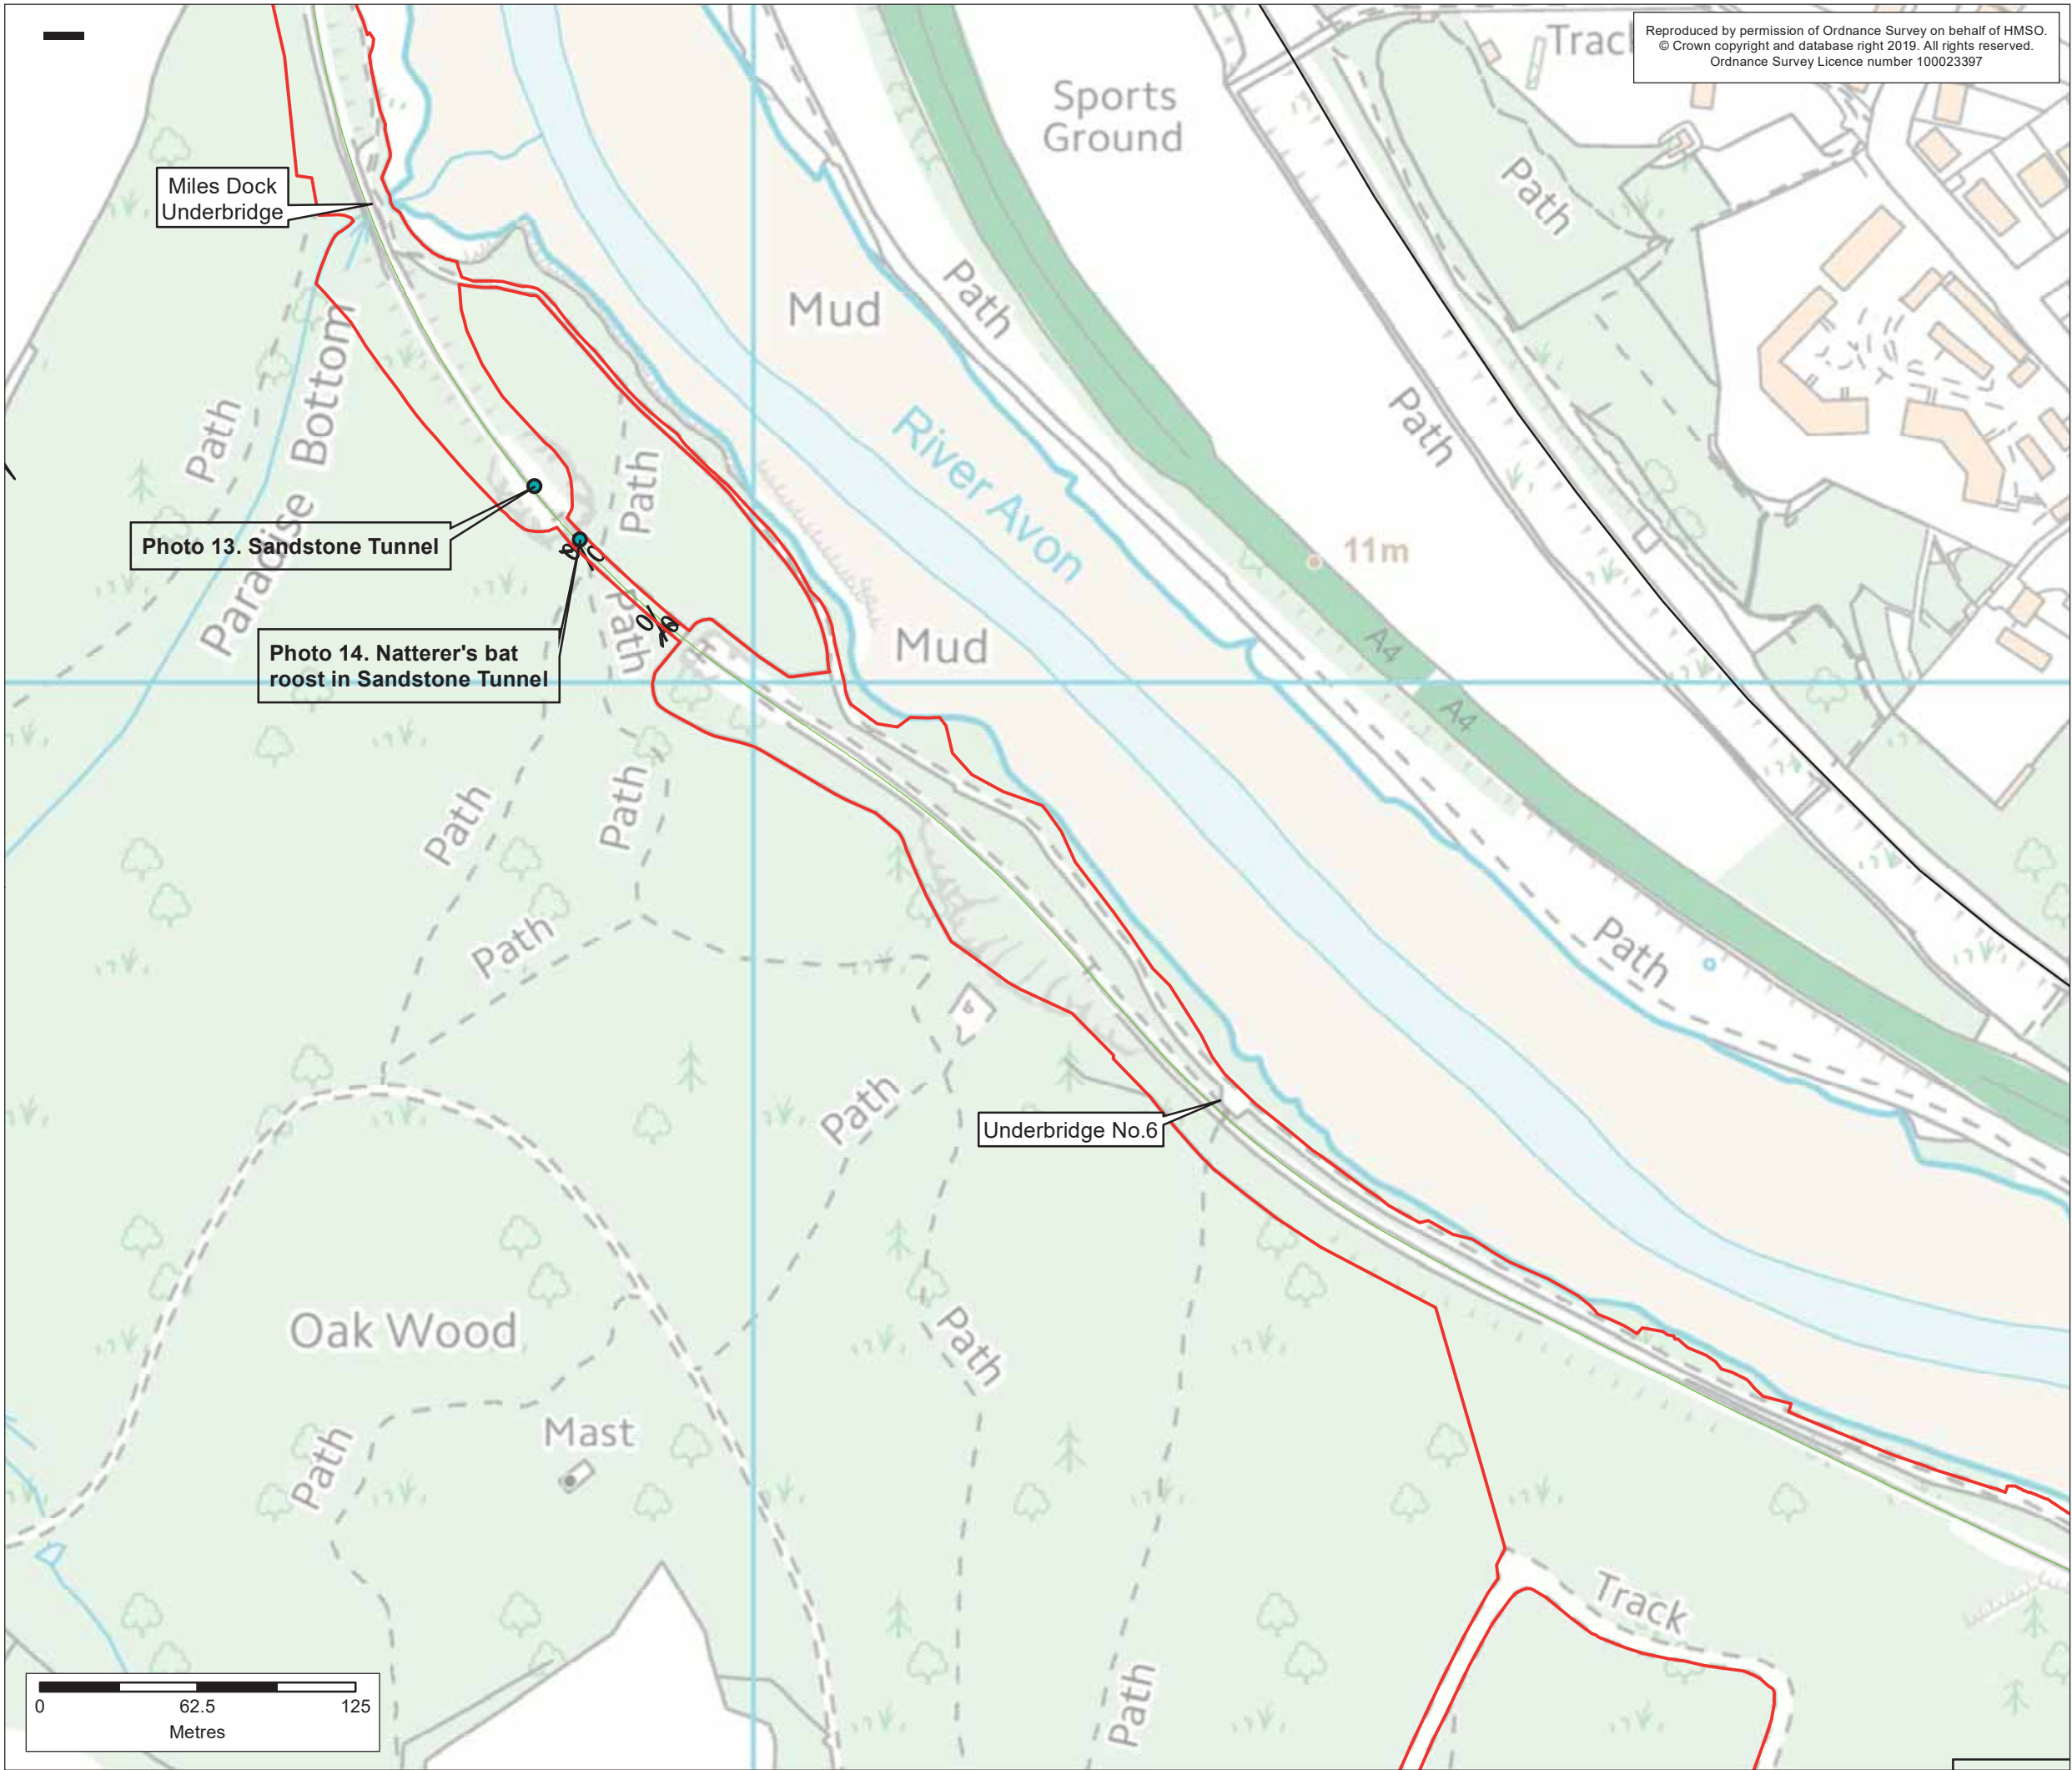 Reproduced by permission of Ordnance Survey on behalf of HMSO.
© Crown copyright and database right 2019. All rights reserved.
Ordnance Survey Licence number 100023397
Sports
Ground
Path
Miles Dock
Underbridge
Mud
Path
Path
Path
Paradise Bottom
Path
River Avon
11m
Photo 13. Sandstone Tunnel
Path
Photo 14. Natterer's bat
roost in Sandstone Tunnel
Mud
A4
A4
Path
Path
Path
Path
Path
Underbridge No.6
Oak Wood
Path
Mast
Path
Track
Path
0 62.5 125
Metres